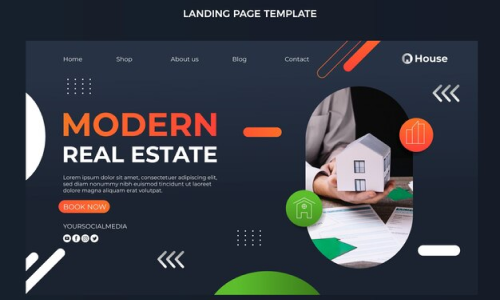 LANDING PAGE TEMPLATE
Home Shop About us Blog Contact House
MODERN
REAL ESTATE
Lorem ipsum dolor sit amet, consectetuer adipiscing elit, sed
diam nonummy nibh euismod tincidunt ut laoreet
dolore magna aliquam erat volutpat.
BOOK NOW
YOURSOCIALMEDIA